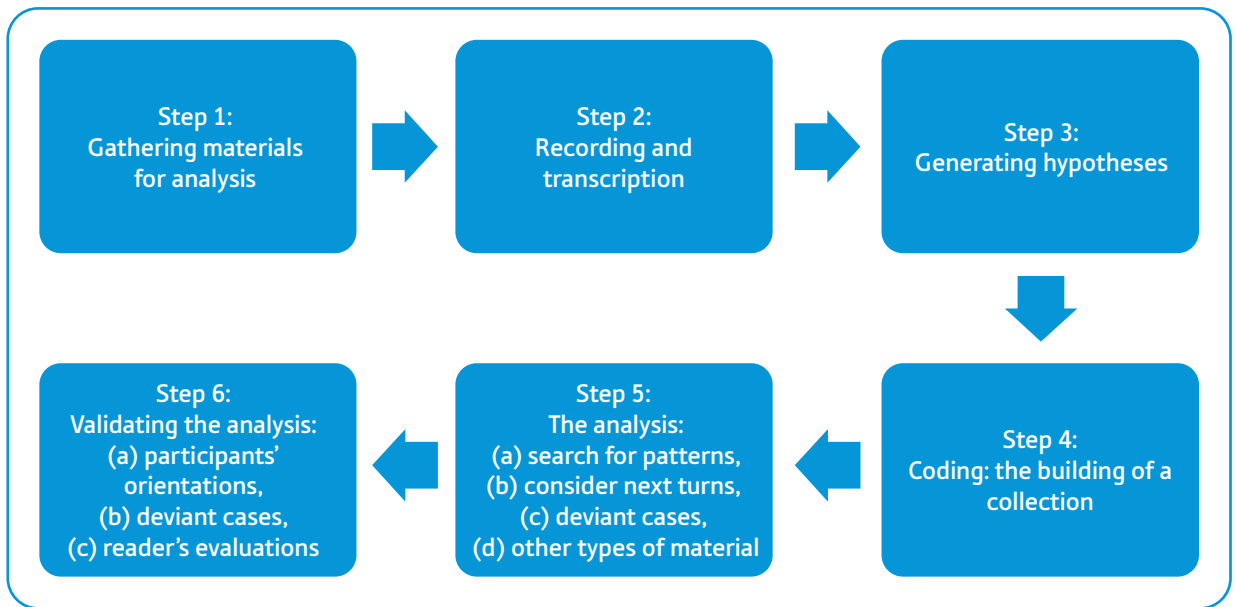 Step 1:
Gathering materials
for analysis
Step 2:
Recording and
transcription
Step 3:
Generating hypotheses
Step 4:
Coding: the building of a
collection
Step 5:
The analysis:
(a) search for patterns,
(b) consider next turns,
(c) deviant cases,
(d) other types of material
Step 6:
Validating the analysis:
(a) participants’
orientations,
(b) deviant cases,
(c) reader’s evaluations